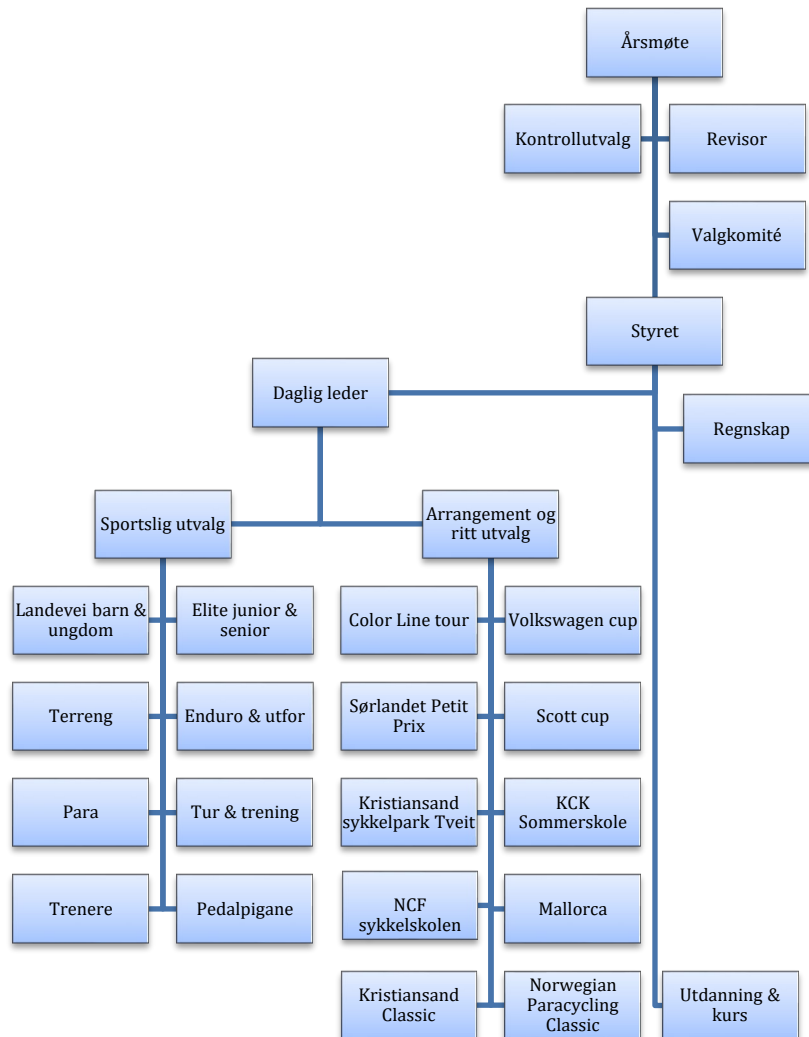 Årsmøte
Kontrollutvalg
Revisor
Valgkomité
Styret
Daglig leder
Regnskap
Sportslig utvalg
Arrangement og
ritt utvalg
Landevei barn &
ungdom
Elite junior &
senior
Color Line tour
Volkswagen cup
Terreng
Enduro & utfor
Sørlandet Petit
Prix
Scott cup
Para
Tur & trening
Kristiansand
sykkelpark Tveit
KCK
Sommerskole
Trenere
Pedalpigane
NCF
sykkelskolen
Mallorca
Kristiansand
Classic
Norwegian
Paracycling
Classic
Utdanning &
kurs